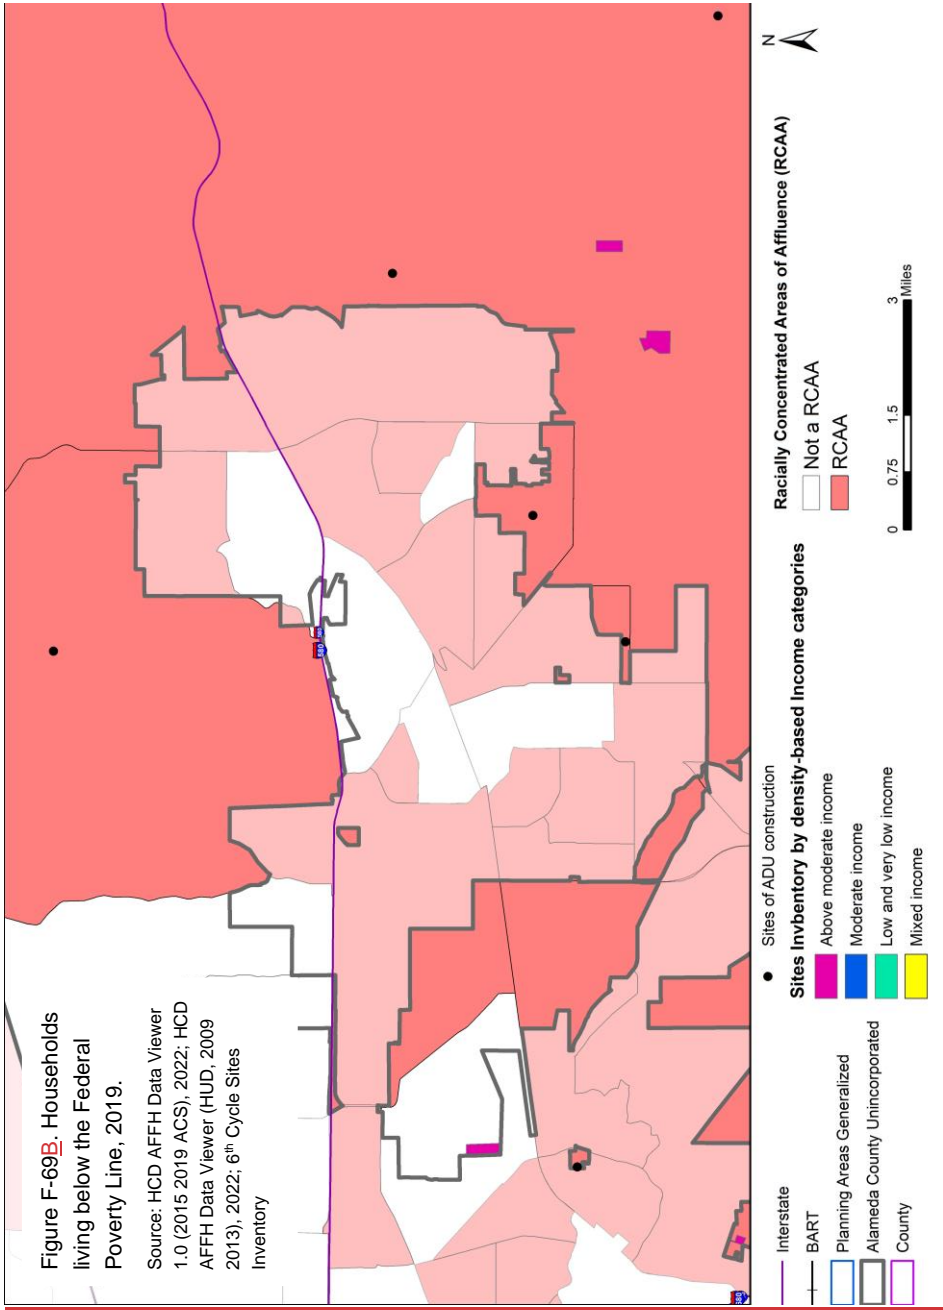 Figure F-69B. Households
living below the Federal
Poverty Line, 2019.
Source: HCD AFFH Data Viewer
1.0 (2015 2019 ACS), 2022; HCD
AFFH Data Viewer (HUD, 2009
2013), 2022; 6th Cycle Sites
Inventory
580
N
Interstate
BART
Planning Areas Generalized
Alameda County Unincorporated
County
Sites of ADU construction
Sites Invbentory by density-based Income categories
Above moderate income
Moderate income
Low and very low income
Mixed income
Racially Concentrated Areas of Affluence (RCAA)
Not a RCAA
RCAA
0 0.75 1.5 3
Miles